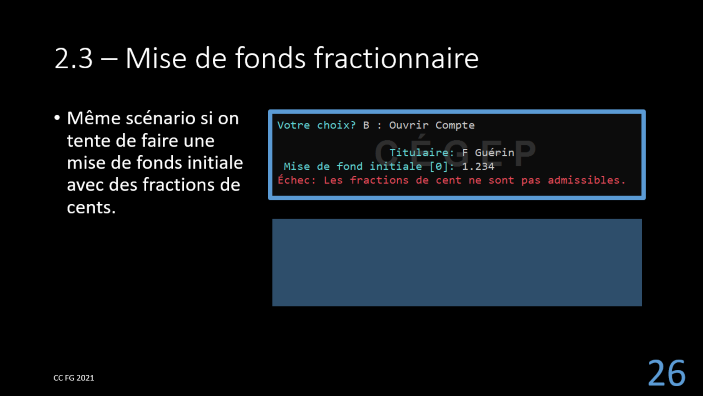 2.3 – Mise de fonds fractionnaire
• Même scénario si on
tente de faire une
mise de fonds initiale
avec des fractions de
cents.
Votre choix? B : Ouvrir Compte
CÉGEP
Titulaire: F Guérin
Mise de fond initiale [0]: 1.234
Échec: Les fractions de cent ne sont pas admissibles.
CC FG 2021
26